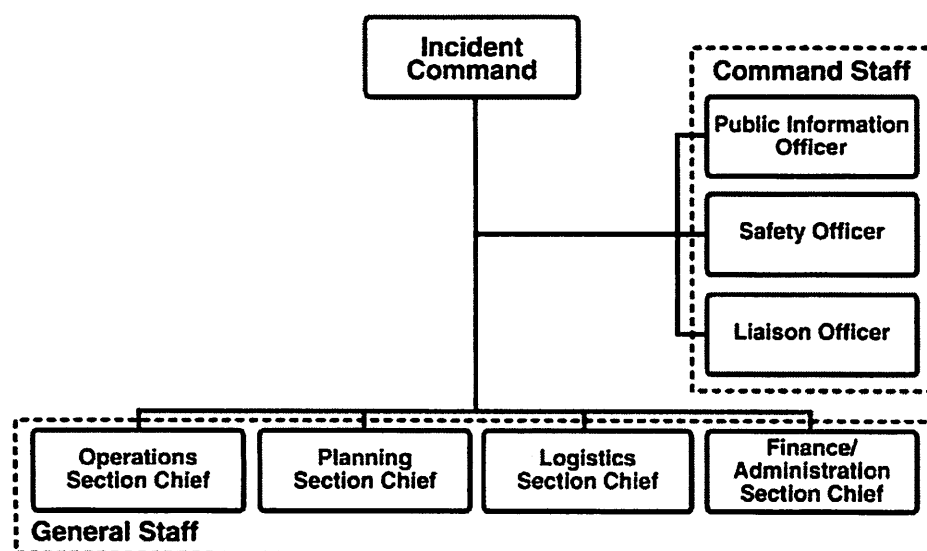 Incident
Command
Command Staff
Public Information
Officer
Safety Officer
Liaison Officer
Operations
Section Chief
Planning
Section Chief
Logistics
Section Chief
Finance/
Administration
Section Chief
General Staff